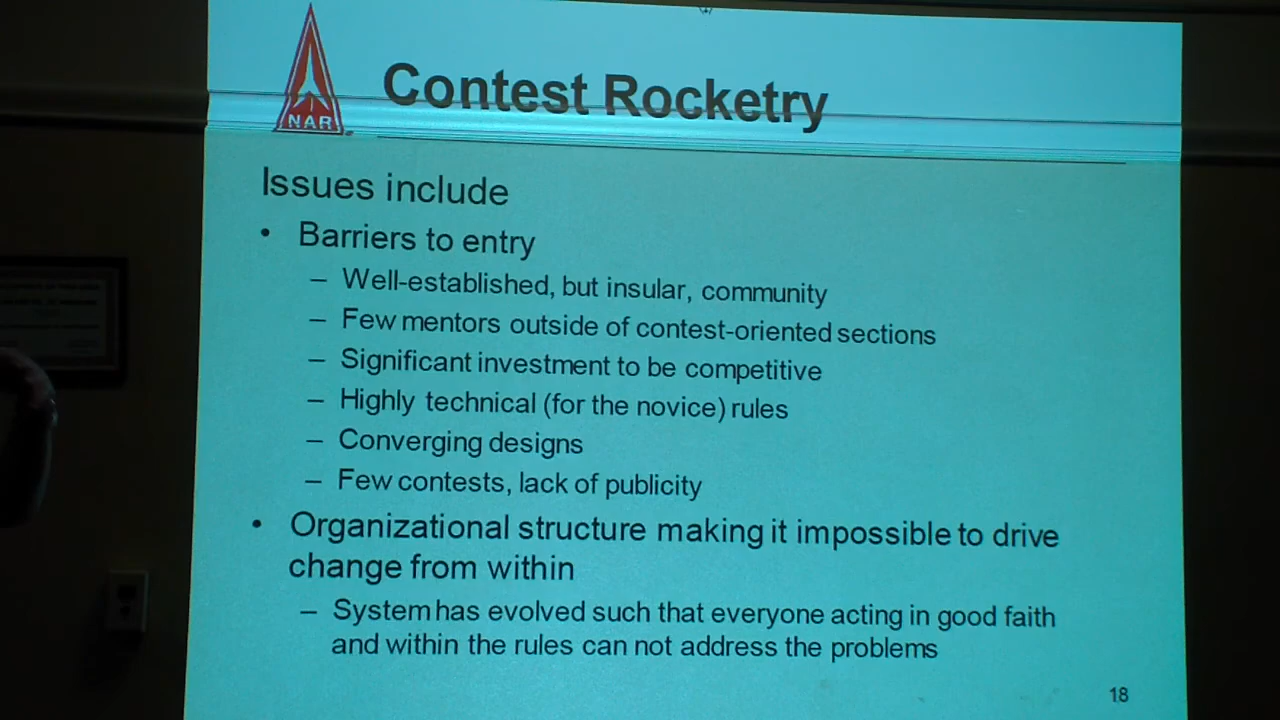 NAR
Contest Rocketry
Issues include
• Barriers to entry
– Well-established, but insular, community
– Few mentors outside of contest-oriented sections
– Significant investment to be competitive
– Highly technical (for the novice) rules
– Converging designs
– Few contests, lack of publicity
• Organizational structure making it impossible to drive
change from within
– System has evolved such that everyone acting in good faith
and within the rules can not address the problems
18